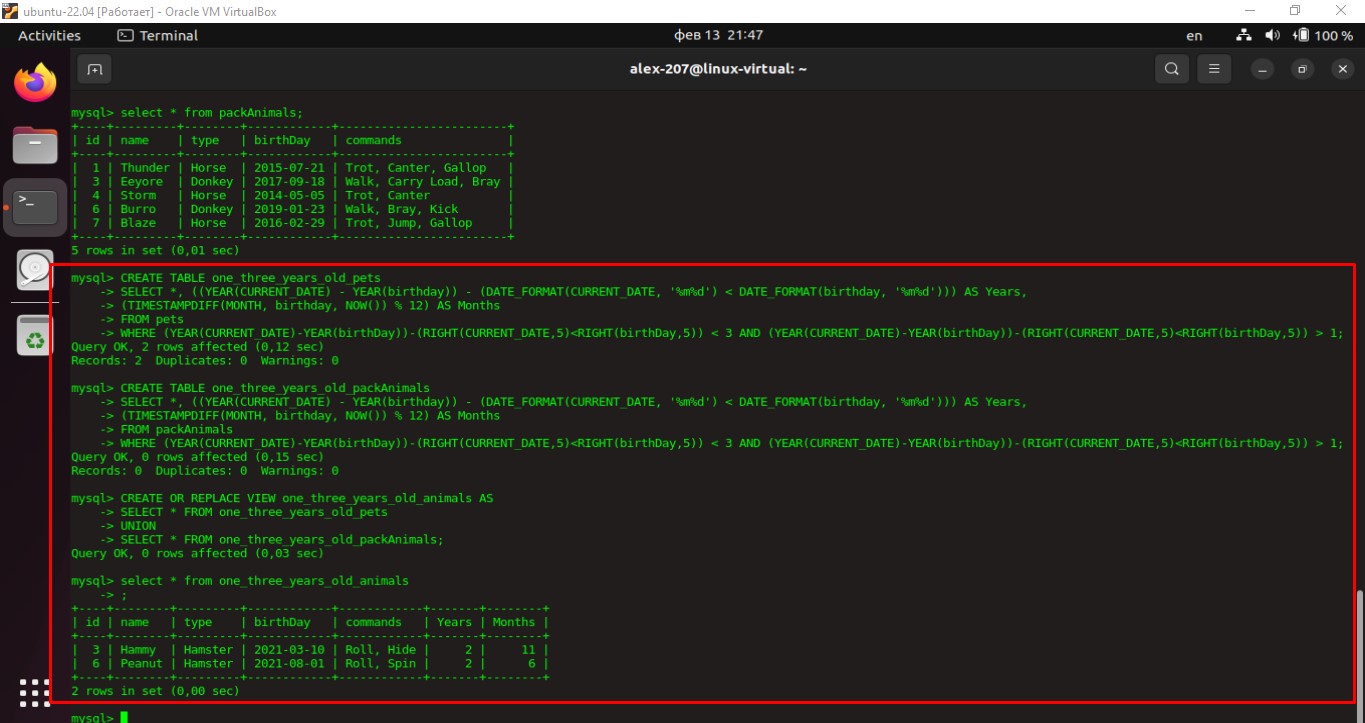 ubuntu-22.04 [Работает] - Oracle VM VirtualBox
Activities Terminal фев 13 21:47 en 100 %
alex-207@linux-virtual: ~
mysql> select * from packAnimals;
+----+---------+--------+------------+------------------------+
| id | name    | type   | birthDay   | commands               |
+----+---------+--------+------------+------------------------+
|  1 | Thunder | Horse  | 2015-07-21 | Trot, Canter, Gallop   |
|  3 | Eeyore  | Donkey | 2017-09-18 | Walk, Carry Load, Bray |
|  4 | Storm   | Horse  | 2014-05-05 | Trot, Canter           |
|  6 | Burro   | Donkey | 2019-01-23 | Walk, Bray, Kick       |
|  7 | Blaze   | Horse  | 2016-02-29 | Trot, Jump, Gallop     |
+----+---------+--------+------------+------------------------+
5 rows in set (0,01 sec)
mysql> CREATE TABLE one_three_years_old_pets
    -> SELECT *, ((YEAR(CURRENT_DATE) - YEAR(birthday)) - (DATE_FORMAT(CURRENT_DATE, '%m%d') < DATE_FORMAT(birthday, '%m%d'))) AS Years,
    -> (TIMESTAMPDIFF(MONTH, birthday, NOW()) % 12) AS Months
    -> FROM pets
    -> WHERE (YEAR(CURRENT_DATE)-YEAR(birthDay))-(RIGHT(CURRENT_DATE,5)<RIGHT(birthDay,5)) < 3 AND (YEAR(CURRENT_DATE)-YEAR(birthDay))-(RIGHT(CURRENT_DATE,5)<RIGHT(birthDay,5)) > 1;
Query OK, 2 rows affected (0,12 sec)
Records: 2  Duplicates: 0  Warnings: 0
mysql> CREATE TABLE one_three_years_old_packAnimals
    -> SELECT *, ((YEAR(CURRENT_DATE) - YEAR(birthday)) - (DATE_FORMAT(CURRENT_DATE, '%m%d') < DATE_FORMAT(birthday, '%m%d'))) AS Years,
    -> (TIMESTAMPDIFF(MONTH, birthday, NOW()) % 12) AS Months
    -> FROM packAnimals
    -> WHERE (YEAR(CURRENT_DATE)-YEAR(birthDay))-(RIGHT(CURRENT_DATE,5)<RIGHT(birthDay,5)) < 3 AND (YEAR(CURRENT_DATE)-YEAR(birthDay))-(RIGHT(CURRENT_DATE,5)<RIGHT(birthDay,5)) > 1;
Query OK, 0 rows affected (0,15 sec)
Records: 0  Duplicates: 0  Warnings: 0
mysql> CREATE OR REPLACE VIEW one_three_years_old_animals AS
    -> SELECT * FROM one_three_years_old_pets
    -> UNION
    -> SELECT * FROM one_three_years_old_packAnimals;
Query OK, 0 rows affected (0,03 sec)
mysql> select * from one_three_years_old_animals
    -> ;
+----+--------+---------+------------+------------+-------+--------+
| id | name   | type    | birthDay   | commands   | Years | Months |
+----+--------+---------+------------+------------+-------+--------+
|  3 | Hammy  | Hamster | 2021-03-10 | Roll, Hide |     2 |     11 |
|  6 | Peanut | Hamster | 2021-08-01 | Roll, Spin |     2 |      6 |
+----+--------+---------+------------+------------+-------+--------+
2 rows in set (0,00 sec)
mysql>